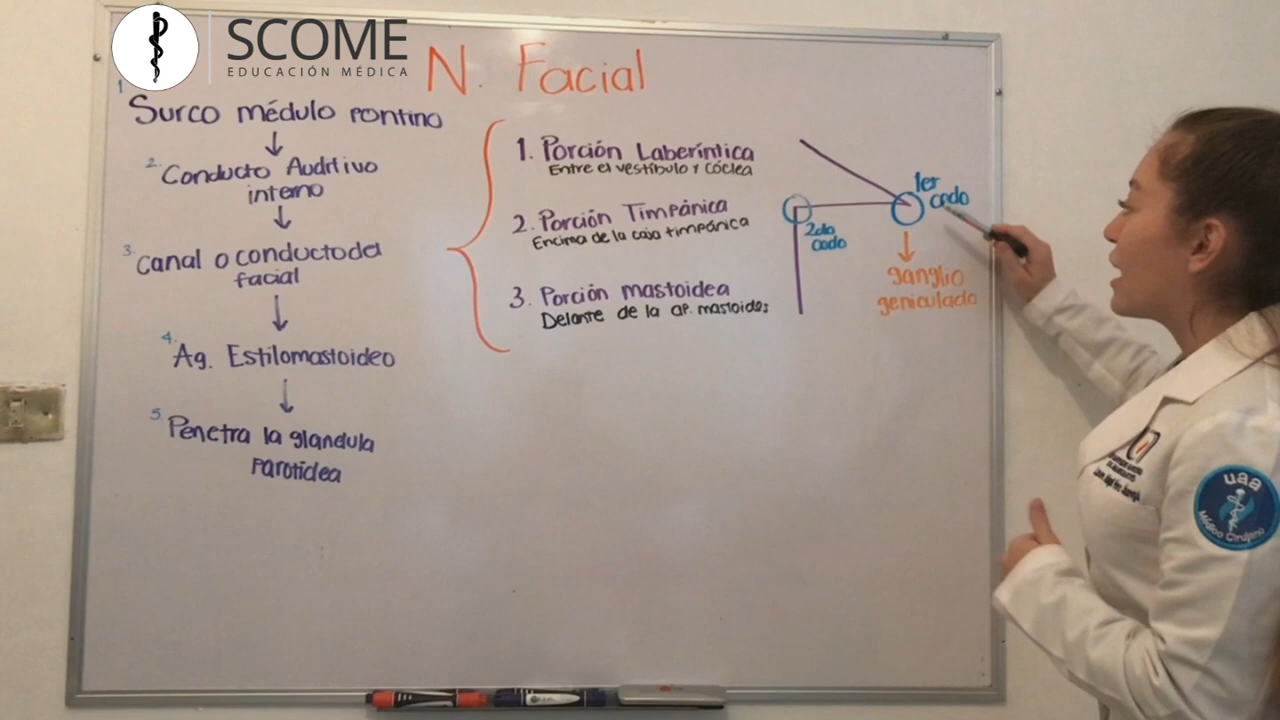 SCOME
EDUCACIÓN MÉDICA
N. Facial
1
Surco médulo pontino
2. Conducto Auditivo
interno
3. Canal o conducto del
facial
4. Ag. Estilomastoideo
5. Penetra la glandula
Parotidea
1. Porción Laberíntica
Entre el vestíbulo y Cóclea
2. Porción Timpánica
Encima de la caja timpánica
3. Porción mastoidea
Delante de la ap. mastoides
1er
codo
2do
codo
ganglio
geniculado
uaa
Médico Cirujano